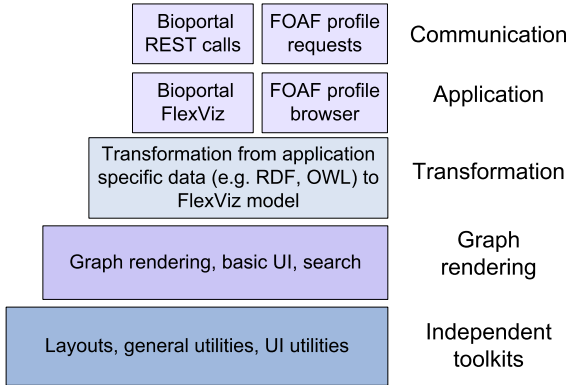 Bioportal
REST calls
FOAF profile
requests
Communication
Bioportal
FlexViz
FOAF profile
browser
Application
Transformation from application
specific data (e.g. RDF, OWL) to
FlexViz model
Transformation
Graph rendering, basic UI, search
Graph
rendering
Layouts, general utilities, UI utilities
Independent
toolkits